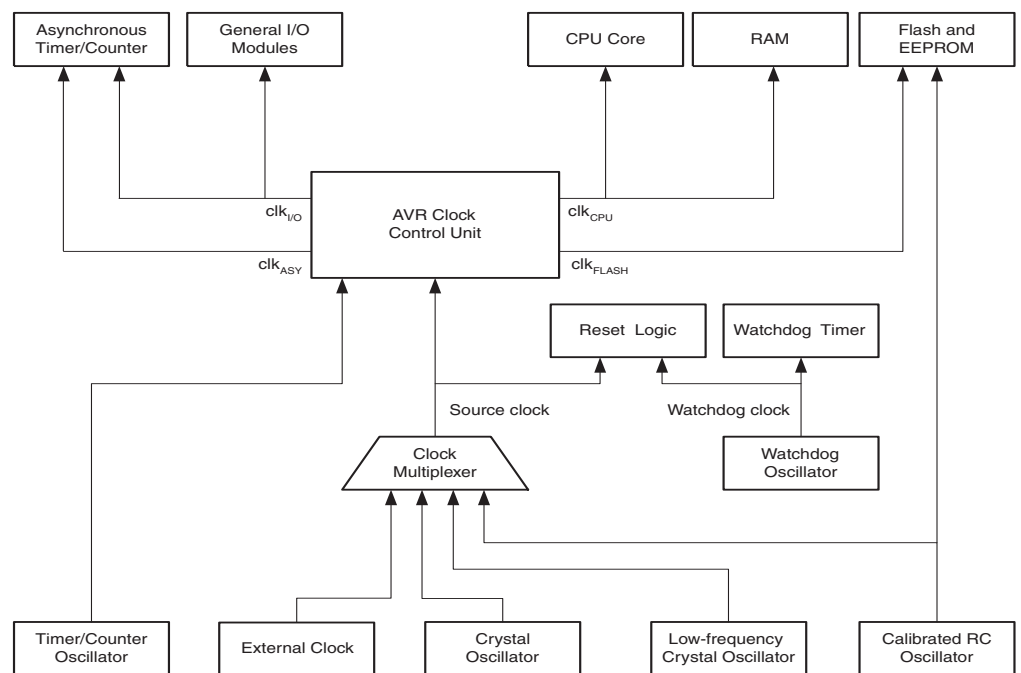 Asynchronous
Timer/Counter
General I/O
Modules
CPU Core
RAM
Flash and
EEPROM
clkI/O
AVR Clock
Control Unit
clkCPU
clkASY
clkFLASH
Reset Logic
Watchdog Timer
Source clock
Watchdog clock
Clock
Multiplexer
Watchdog
Oscillator
Timer/Counter
Oscillator
External Clock
Crystal
Oscillator
Low-frequency
Crystal Oscillator
Calibrated RC
Oscillator